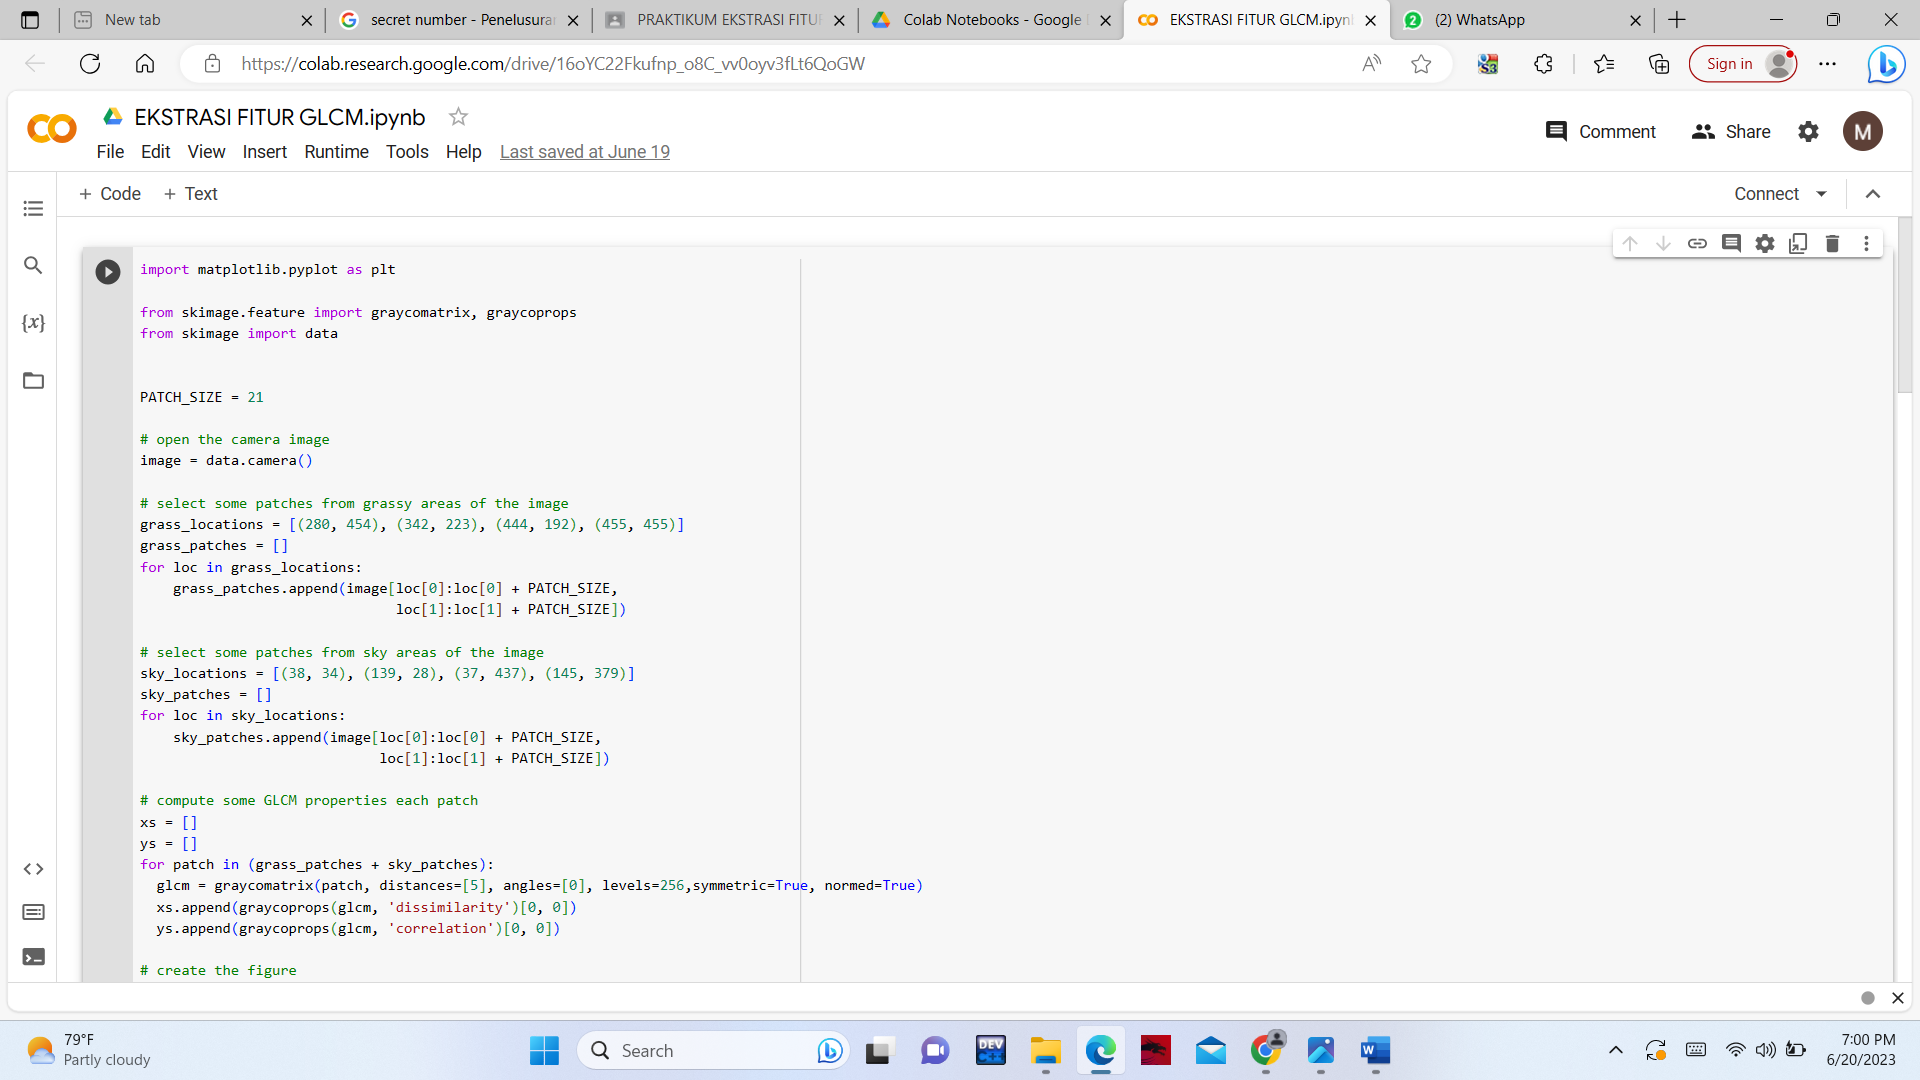 New tab
secret number - Penelusuran
PRAKTIKUM EKSTRASI FITUR
Colab Notebooks - Google
EKSTRASI FITUR GLCM.ipynb
2
(2) WhatsApp
https://colab.research.google.com/drive/16oYC22Fkufnp_o8C_vv0oyv3fLt6QoGW
Sign in
EKSTRASI FITUR GLCM.ipynb
File Edit View Insert Runtime Tools Help Last saved at June 19
Comment
Share
M
+ Code + Text
Connect
import matplotlib.pyplot as plt
from skimage.feature import graycomatrix, graycoprops
from skimage import data
PATCH_SIZE = 21
# open the camera image
image = data.camera()
# select some patches from grassy areas of the image
grass_locations = [(280, 454), (342, 223), (444, 192), (455, 455)]
grass_patches = []
for loc in grass_locations:
    grass_patches.append(image[loc[0]:loc[0] + PATCH_SIZE,
                               loc[1]:loc[1] + PATCH_SIZE])
# select some patches from sky areas of the image
sky_locations = [(38, 34), (139, 28), (37, 437), (145, 379)]
sky_patches = []
for loc in sky_locations:
    sky_patches.append(image[loc[0]:loc[0] + PATCH_SIZE,
                             loc[1]:loc[1] + PATCH_SIZE])
# compute some GLCM properties each patch
xs = []
ys = []
for patch in (grass_patches + sky_patches):
  glcm = graycomatrix(patch, distances=[5], angles=[0], levels=256,symmetric=True, normed=True)
  xs.append(graycoprops(glcm, 'dissimilarity')[0, 0])
  ys.append(graycoprops(glcm, 'correlation')[0, 0])
# create the figure
79°F
Partly cloudy
Search
DEV C++
7:00 PM
6/20/2023